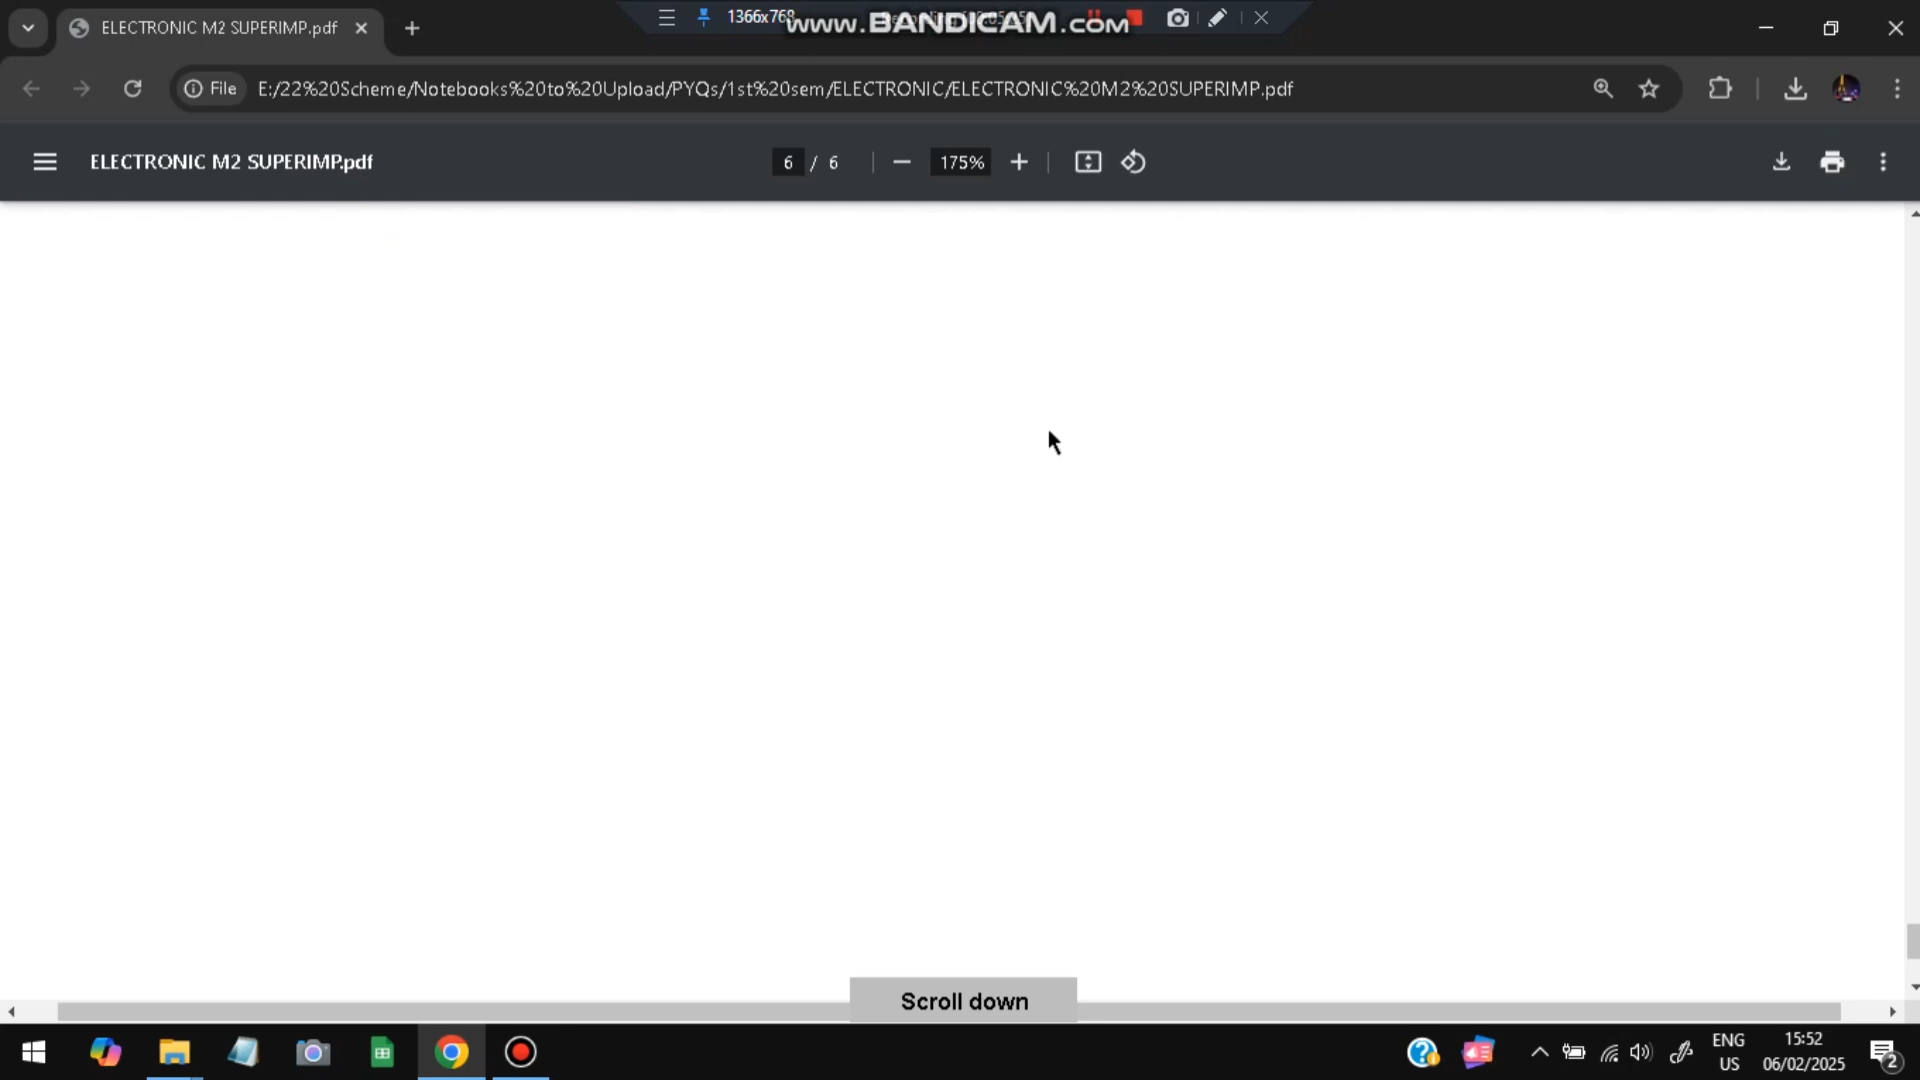 ELECTRONIC M2 SUPERIMP.pdf
1366x768
www.BANDICAM.com
File
E:/22%20Scheme/Notebooks%20to%20Upload/PYQs/1st%20sem/ELECTRONIC/ELECTRONIC%20M2%20SUPERIMP.pdf
ELECTRONIC M2 SUPERIMP.pdf
6 / 6
175%
Scroll down
ENG
US
15:52
06/02/2025
2